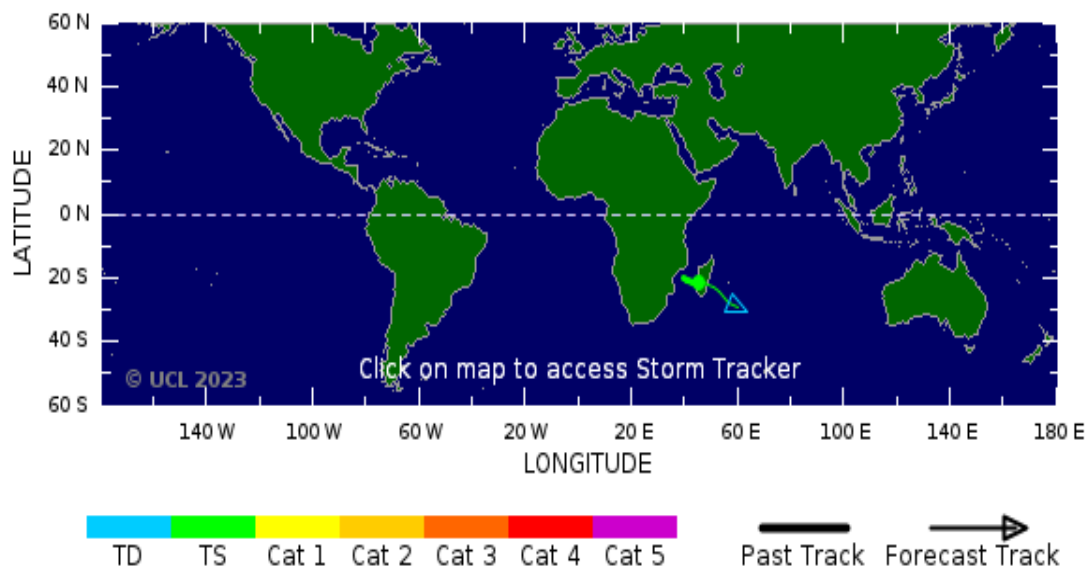 60 N
40 N
20 N
0 N
20 S
40 S
60 S
LATITUDE
Click on map to access Storm Tracker
© UCL 2023
140 W 100 W 60 W 20 W 20 E 60 E 100 E 140 E 180 E
LONGITUDE
TD TS Cat 1 Cat 2 Cat 3 Cat 4 Cat 5 Past Track Forecast Track